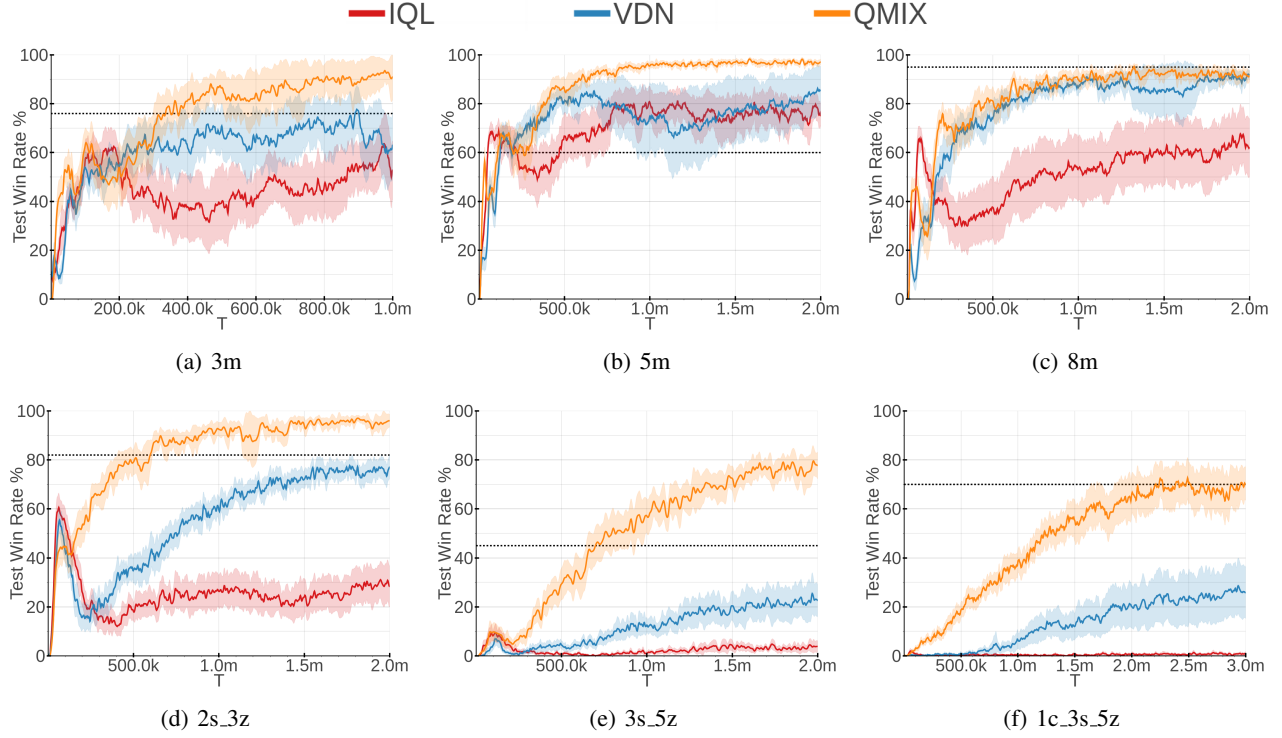 IQL VDN QMIX
Test Win Rate %
100
80
60
40
20
0
200.0k 400.0k 600.0k 800.0k 1.0m
T
(a) 3m
Test Win Rate %
100
80
60
40
20
0
500.0k 1.0m 1.5m 2.0m
T
(b) 5m
Test Win Rate %
100
80
60
40
20
0
500.0k 1.0m 1.5m 2.0m
T
(c) 8m
Test Win Rate %
100
80
60
40
20
0
500.0k 1.0m 1.5m 2.0m
T
(d) 2s_3z
Test Win Rate %
100
80
60
40
20
0
500.0k 1.0m 1.5m 2.0m
T
(e) 3s_5z
Test Win Rate %
100
80
60
40
20
0
500.0k 1.0m 1.5m 2.0m 2.5m 3.0m
T
(f) 1c_3s_5z